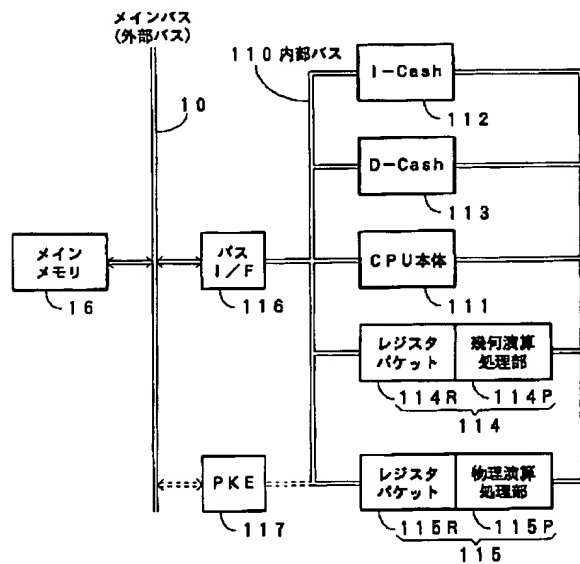 メインバス
(外部バス)
10
110 内部バス
I-Cash
112
D-Cash
113
メイン
メモリ
16
バス
I/F
116
CPU本体
111
レジスタ
パケット
幾何演算
処理部
114R
114P
114
PKE
117
レジスタ
パケット
物理演算
処理部
115R
115P
115